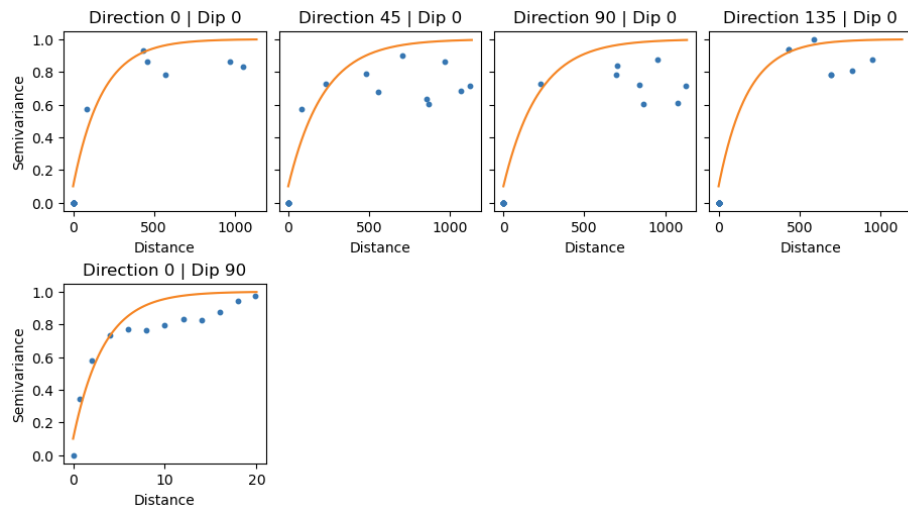 Direction 0 | Dip 0
Direction 45 | Dip 0
Direction 90 | Dip 0
Direction 135 | Dip 0
Semivariance
1.0
0.8
0.6
0.4
0.2
0.0
0 500 1000
0 500 1000
0 500 1000
0 500 1000
Distance
Distance
Distance
Distance
Direction 0 | Dip 90
Semivariance
1.0
0.8
0.6
0.4
0.2
0.0
0 10 20
Distance